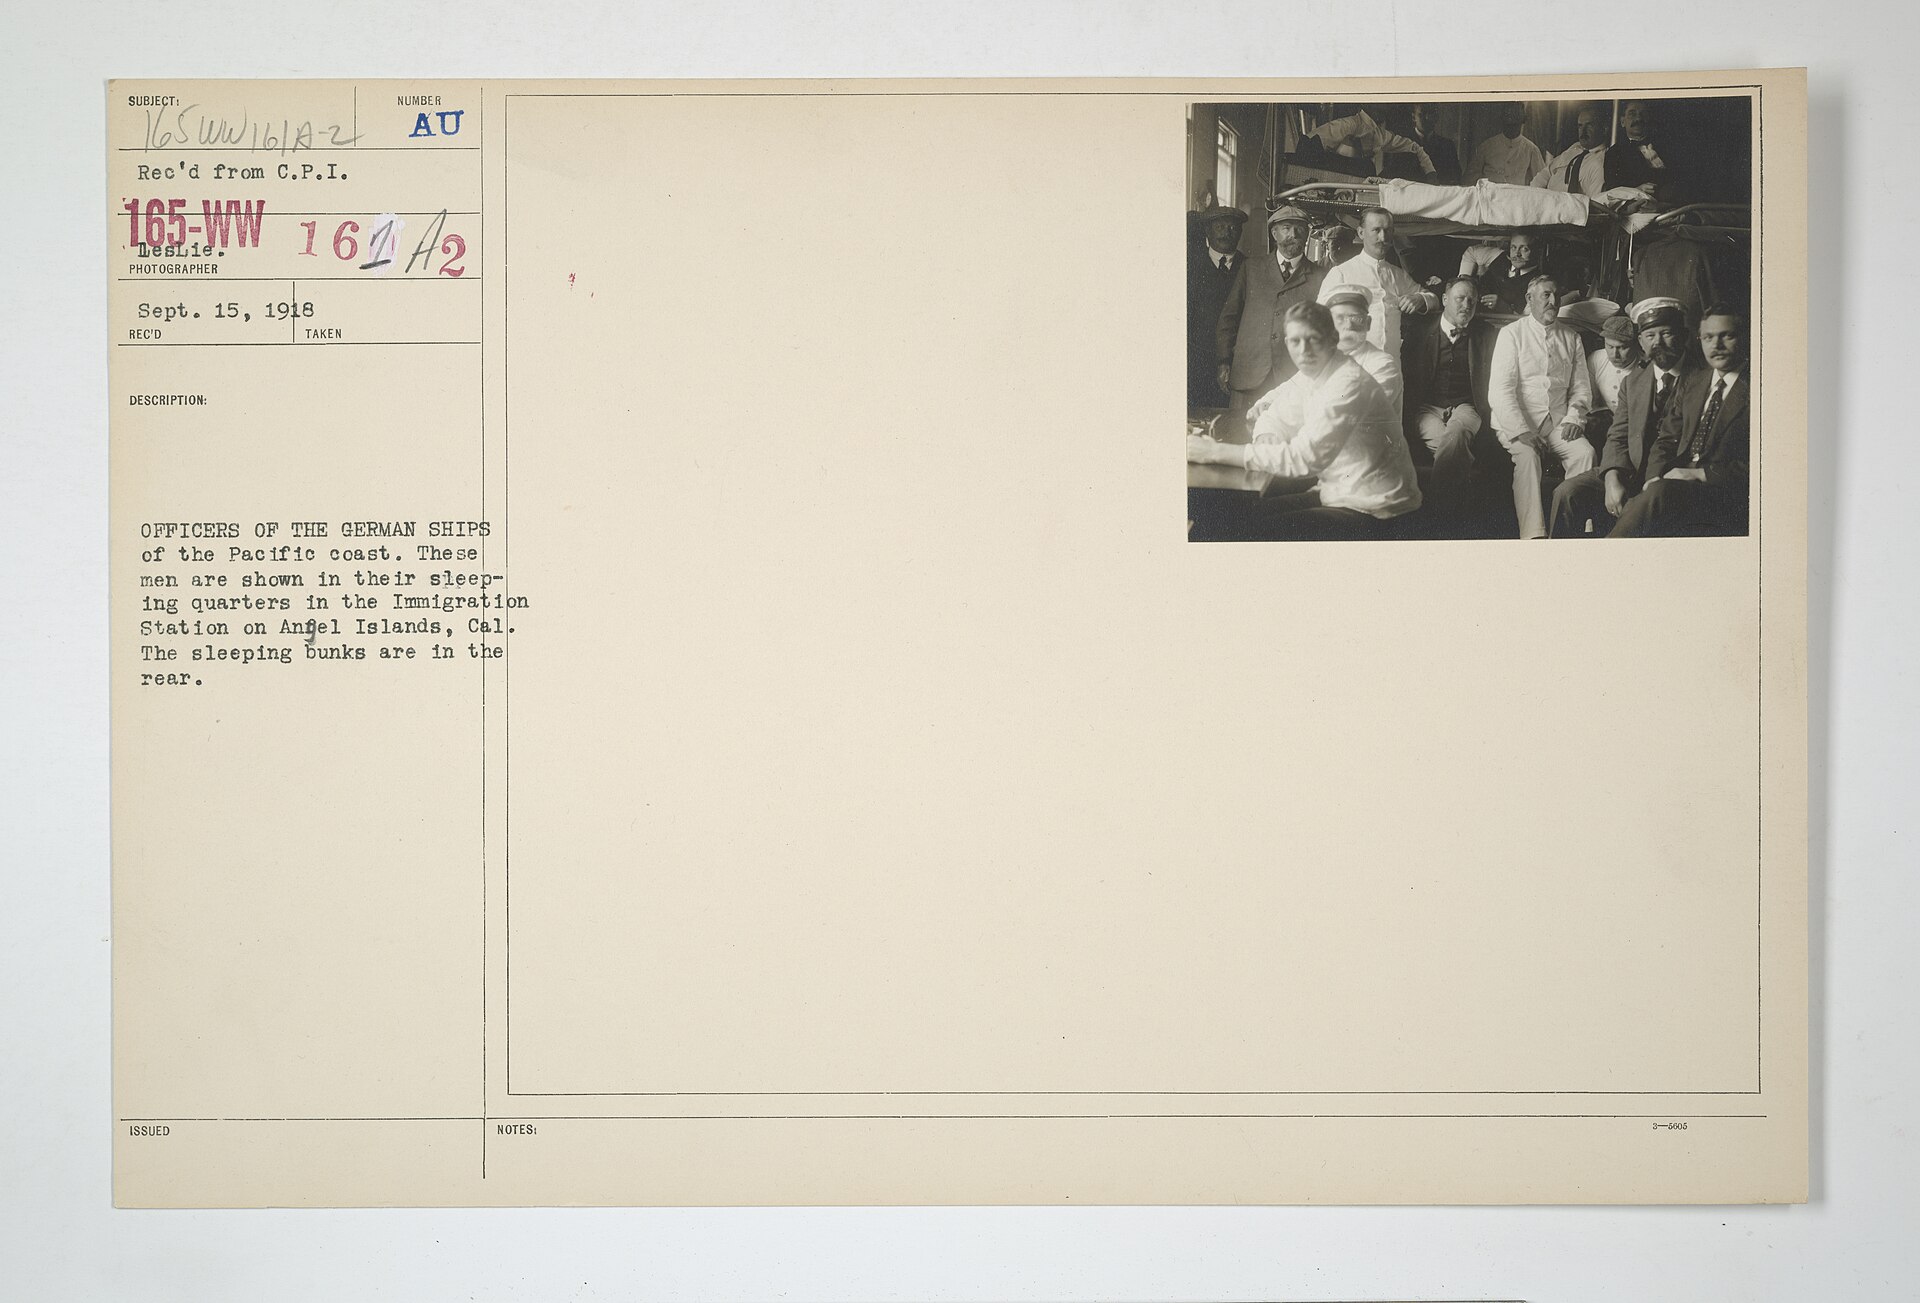 SUBJECT:
165WW161A-2
NUMBER
AU
Rec'd from C.P.I.
165-WW 161 A2
Leslie.
PHOTOGRAPHER
Sept. 15, 1918
REC'D
TAKEN
DESCRIPTION:
OFFICERS OF THE GERMAN SHIPS
of the Pacific coast. These
men are shown in their sleep-
ing quarters in the Immigration
Station on Angel Islands, Cal.
The sleeping bunks are in the
rear.
ISSUED
NOTES:
3—5605